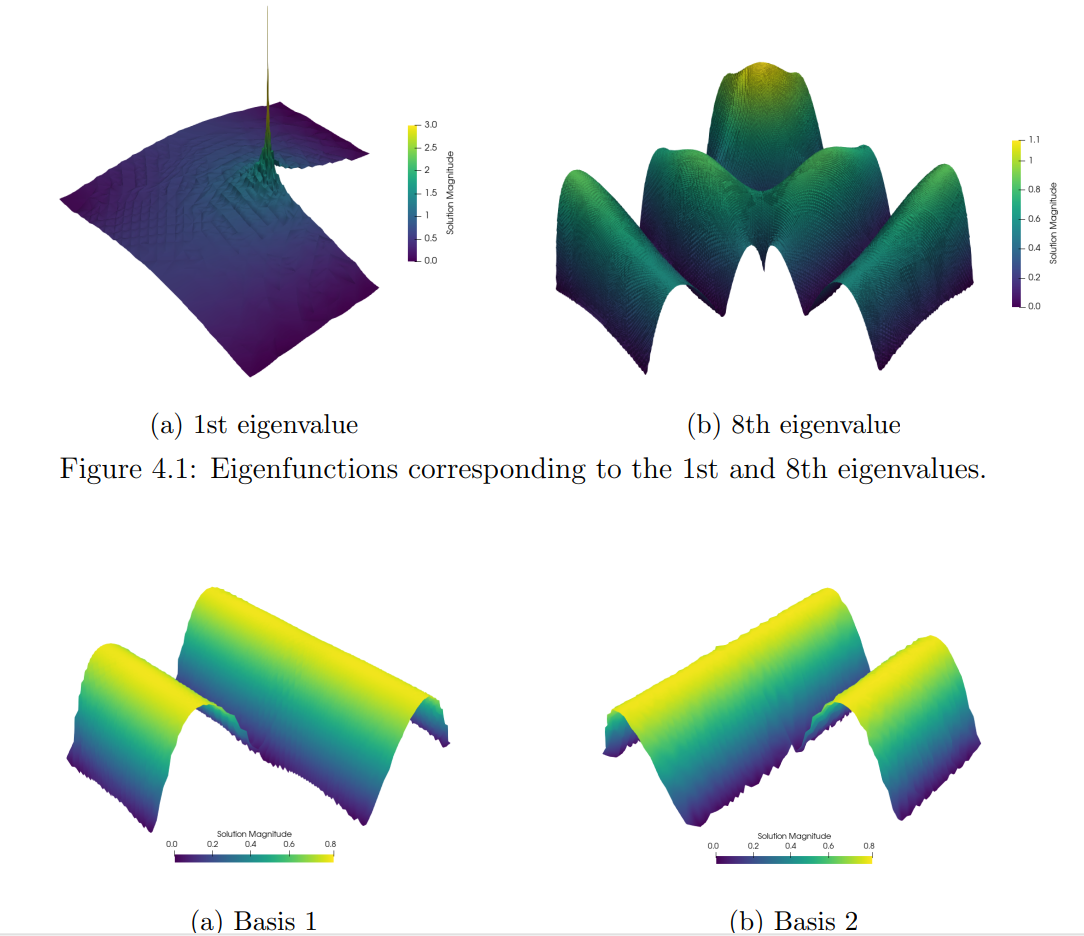 3.0
2.5
2
1.5
1
0.5
0.0
Solution Magnitude
1.1
1
0.8
0.6
0.4
0.2
0.0
Solution Magnitude
(a) 1st eigenvalue
(b) 8th eigenvalue
Figure 4.1: Eigenfunctions corresponding to the 1st and 8th eigenvalues.
Solution Magnitude
0.0 0.2 0.4 0.6 0.8
Solution Magnitude
0.0 0.2 0.4 0.6 0.8
(a) Basis 1
(b) Basis 2